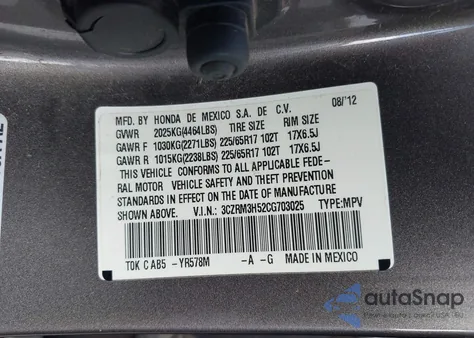 MFD. BY HONDA DE MEXICO S.A. DE C.V. 08/'12
GVWR 2025KG(4464LBS) TIRE SIZE RIM SIZE
GAWR F 1030KG(2271LBS) 225/65R17 102T 17X6.5J
GAWR R 1015KG(2238LBS) 225/65R17 102T 17X6.5J
THIS VEHICLE CONFORMS TO ALL APPLICABLE FEDE-
RAL MOTOR VEHICLE SAFETY AND THEFT PREVENTION
STANDARDS IN EFFECT ON THE DATE OF MANUFACTURE
SHOWN ABOVE. V.I.N.: 3CZRM3H52CG703025 TYPE:MPV
TOK C AB5 -YR578M -A -G MADE IN MEXICO
autoSnap